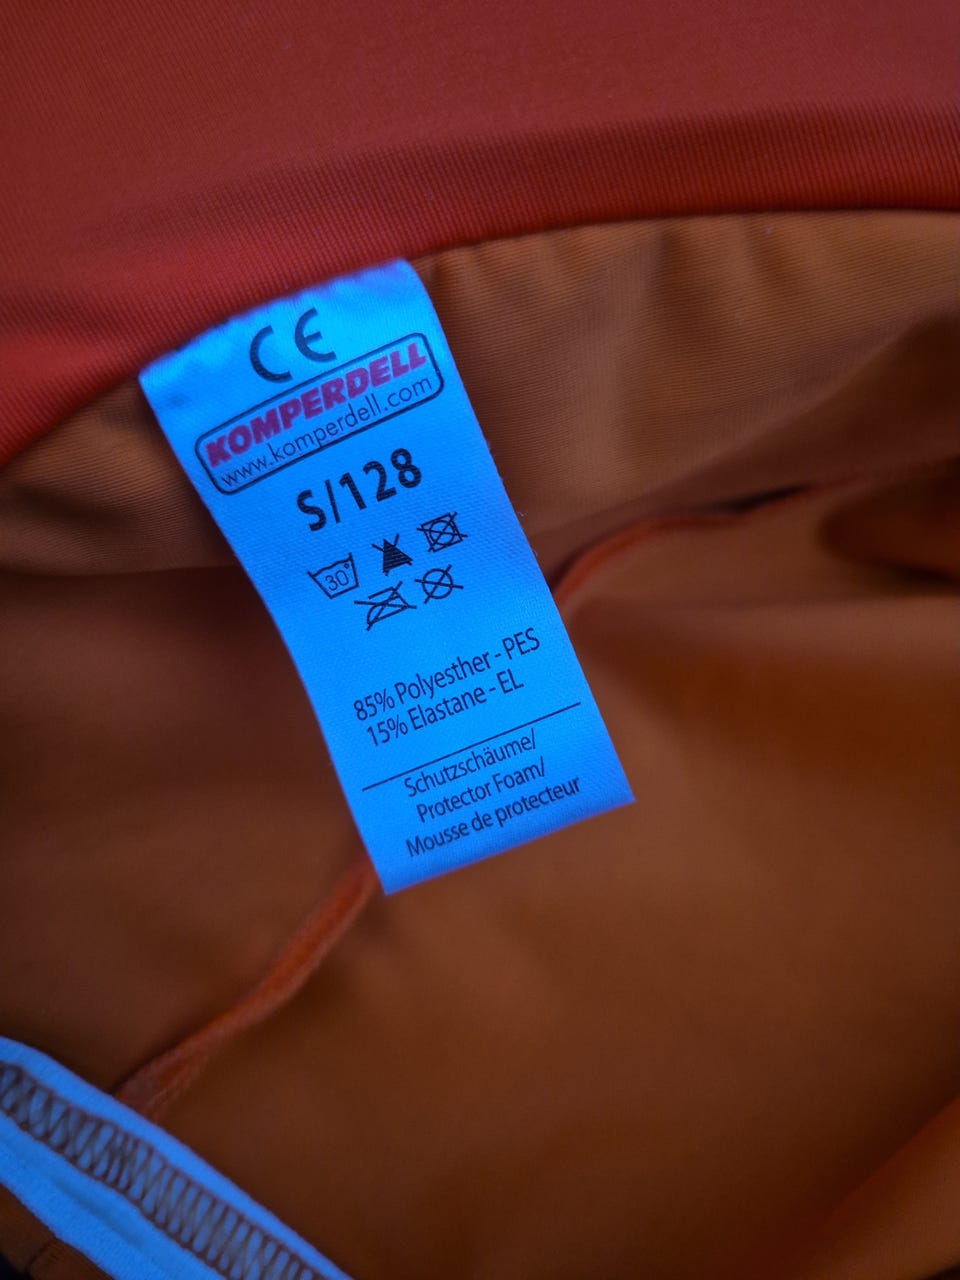 CE
KOMPERDELL
www.komperdell.com
S/128
30°
85% Polyesther - PES
15% Elastane - EL
Schutzschäume/
Protector Foam/
Mousse de protecteur